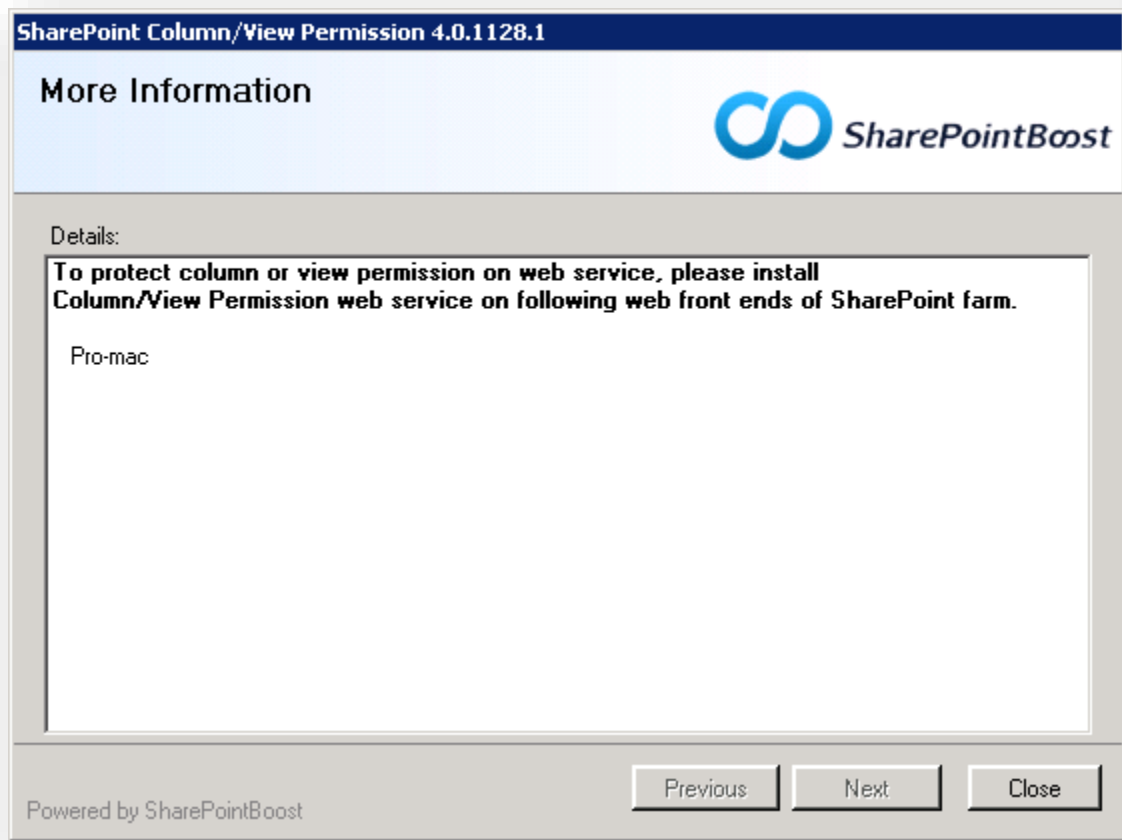 SharePoint Column/View Permission 4.0.1128.1
More Information
SharePointBoost
Details:
To protect column or view permission on web service, please install
Column/View Permission web service on following web front ends of SharePoint farm.
Pro-mac
Previous
Next
Close
Powered by SharePointBoost